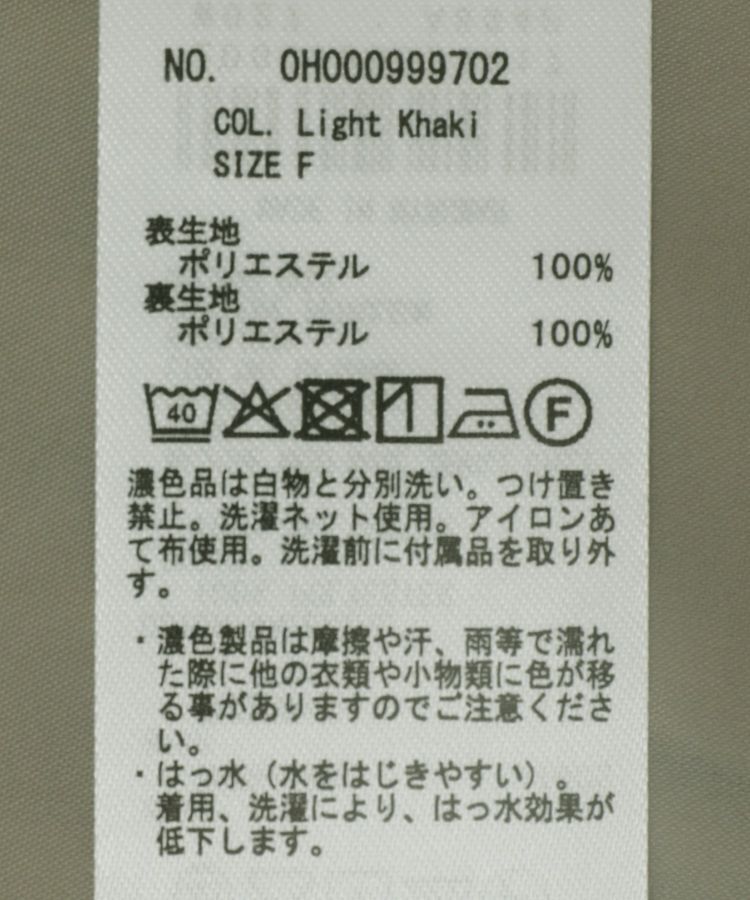 NO. 0H000999702
COL. Light Khaki
SIZE F
表生地
ポリエステル 100%
裏生地
ポリエステル 100%
40 F
濃色品は白物と分別洗い。つけ置き
禁止。洗濯ネット使用。アイロンあ
て布使用。洗濯前に付属品を取り外
す。
・濃色製品は摩擦や汗、雨等で濡れ
た際に他の衣類や小物類に色が移
る事がありますのでご注意くださ
い。
・はっ水（水をはじきやすい）。
着用、洗濯により、はっ水効果が
低下します。